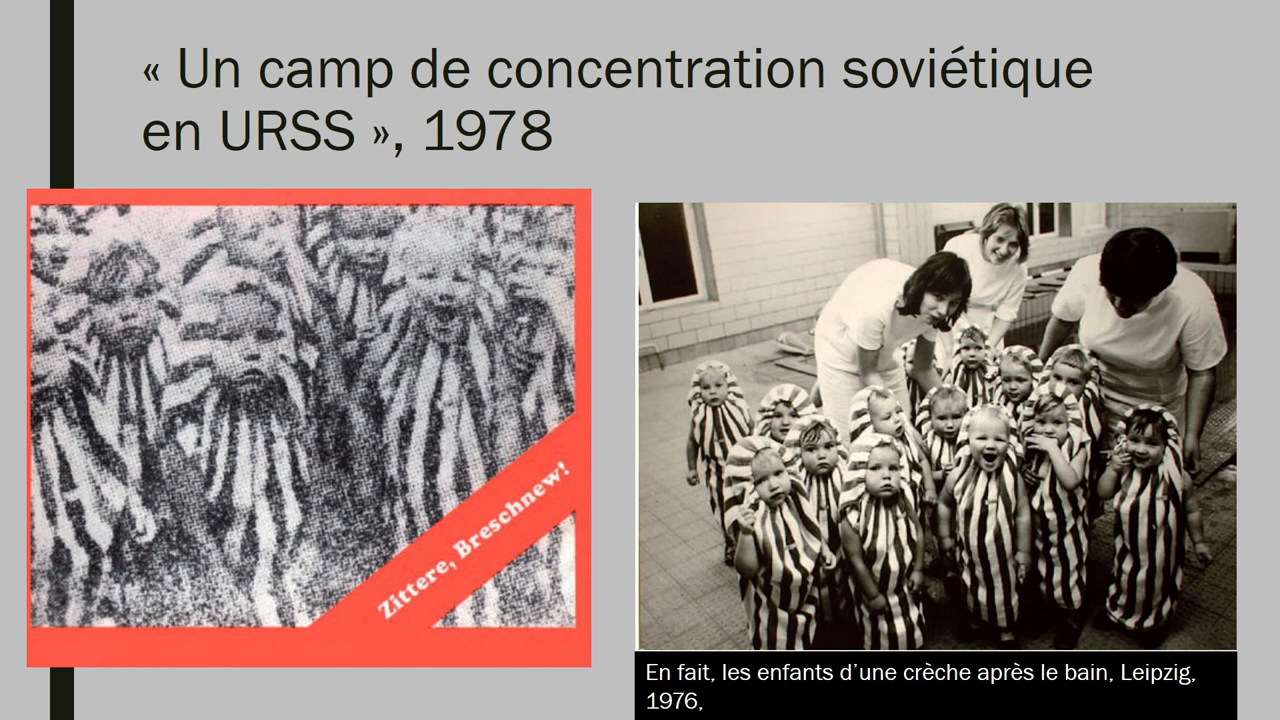 « Un camp de concentration soviétique
en URSS », 1978
Zittere, Breschnew!
En fait, les enfants d’une crèche après le bain, Leipzig,
1976,